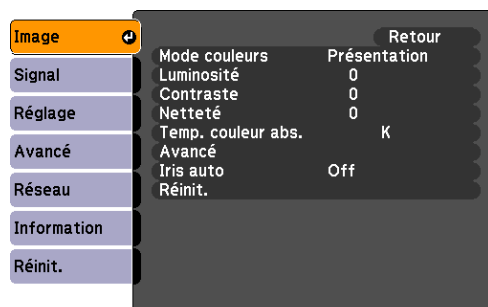 Image
Signal
Réglage
Avancé
Réseau
Information
Réinit.
Retour
Mode couleurs Présentation
Luminosité 0
Contraste 0
Netteté 0
Temp. couleur abs. K
Avancé
Iris auto Off
Réinit.